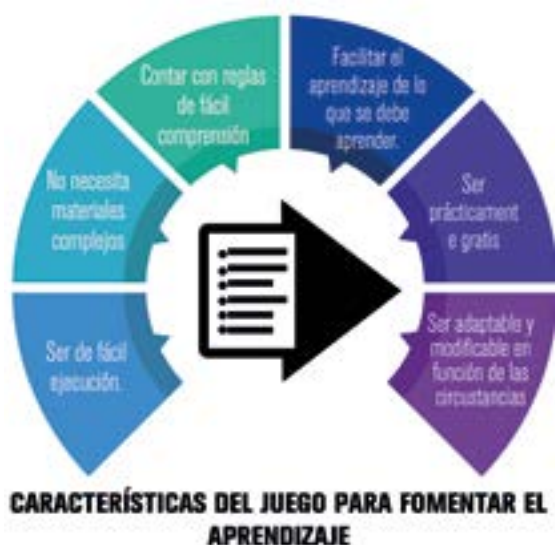 Ser de fácil
ejecución.
No necesita
materiales
complejos
Contar con reglas
de fácil
comprensión
Facilitar el
aprendizaje de lo
que se debe
aprender.
Ser
prácticament
e gratis
Ser adaptable y
modificable en
función de las
circustancias
CARACTERÍSTICAS DEL JUEGO PARA FOMENTAR EL
APRENDIZAJE